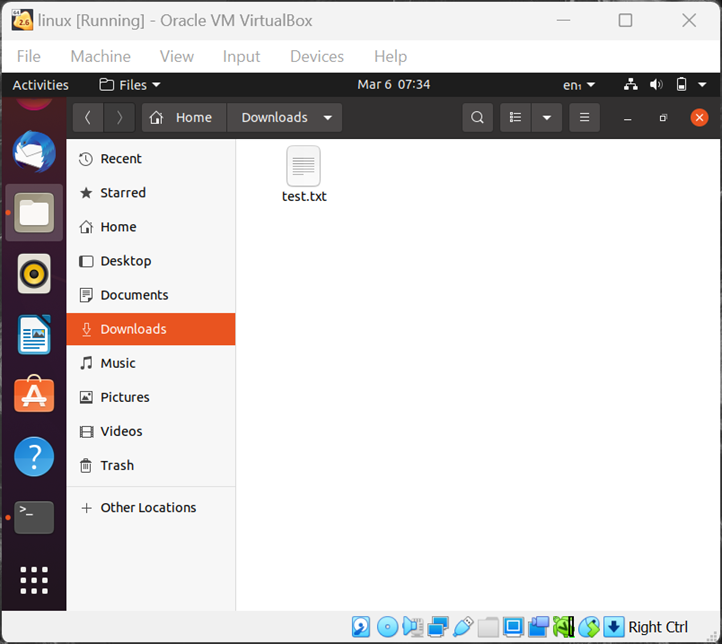 linux [Running] - Oracle VM VirtualBox
File Machine View Input Devices Help
Activities Files Mar 6 07:34 en₁
Home Downloads
Recent
Starred
Home
Desktop
Documents
Downloads
Music
Pictures
Videos
Trash
Other Locations
test.txt
Right Ctrl